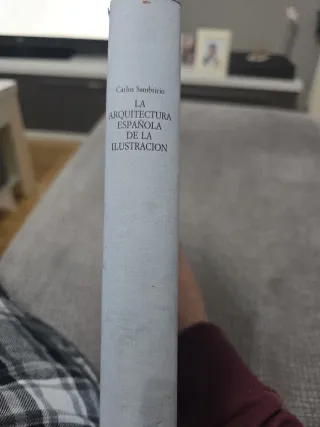 Carlos Sambricio
LA
ARQUITECTURA
ESPAÑOLA
DE LA
ILUSTRACION